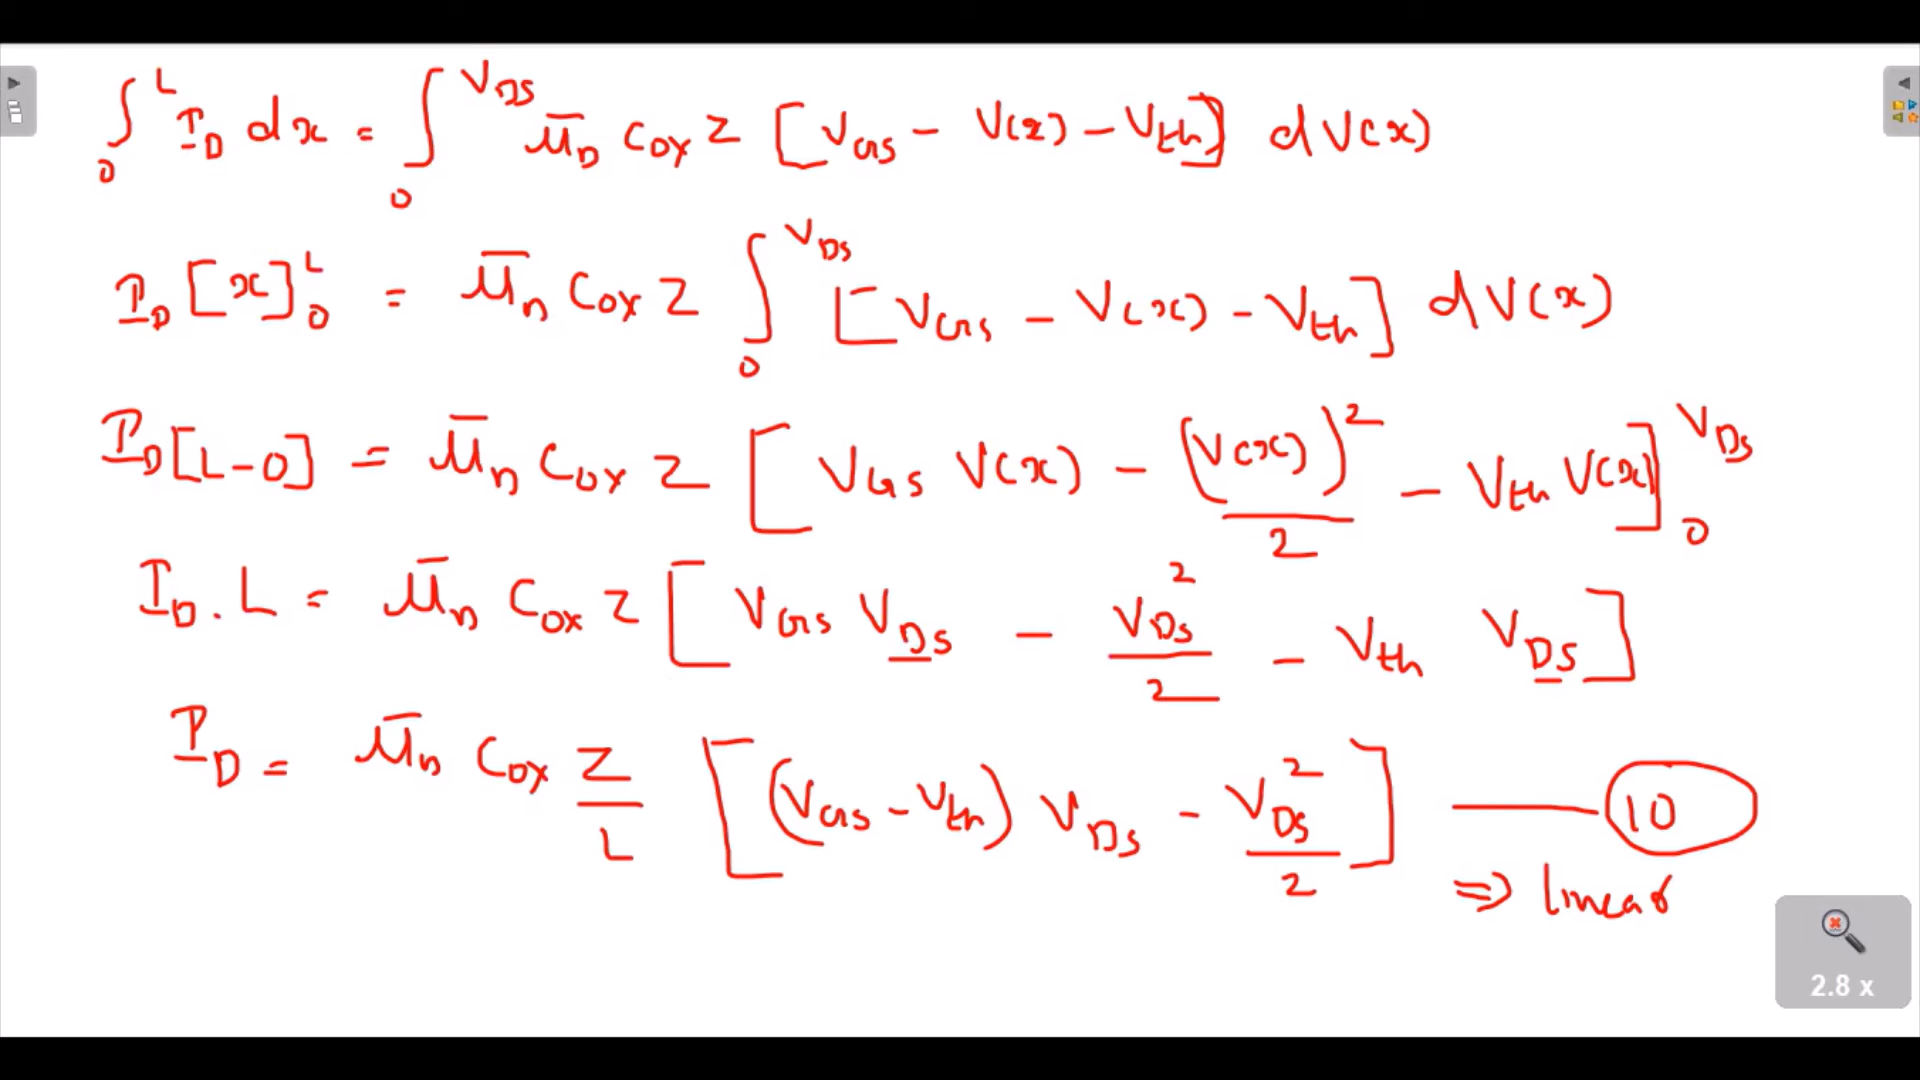 ∫₀^L I_D dx = ∫₀^{V_DS} μ̄_n C_ox Z [V_GS − V(x) − V_th] dV(x)
I_D [x]₀^L = μ̄_n C_ox Z ∫₀^{V_DS} [V_GS − V(x) − V_th] dV(x)
I_D [L−0] = μ̄_n C_ox Z [V_GS V(x) − (V(x))²/2 − V_th V(x)]₀^{V_DS}
I_D . L = μ̄_n C_ox Z [V_GS V_DS − V_DS²/2 − V_th V_DS]
I_D = μ̄_n C_ox Z/L [(V_GS − V_th) V_DS − V_DS²/2] —— 10
⇒ linear
2.8 x